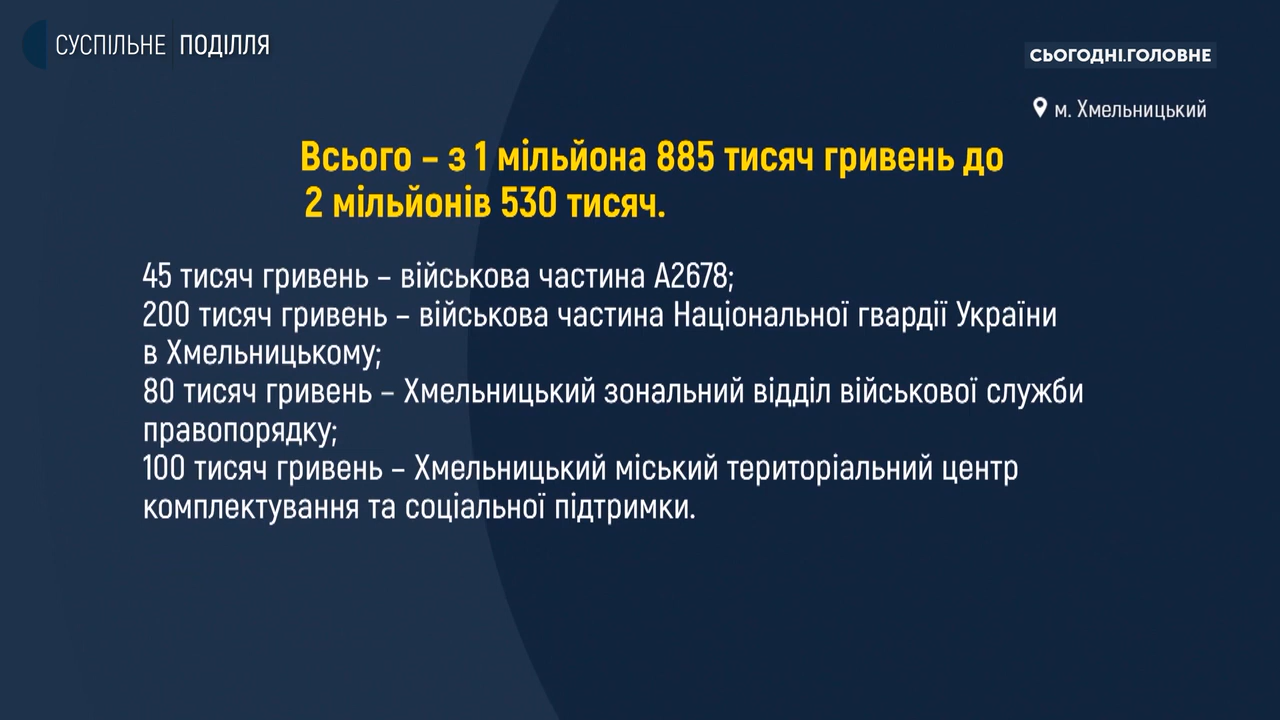 СУСПІЛЬНЕ ПОДІЛЛЯ
СЬОГОДНІ.ГОЛОВНЕ
м. Хмельницький
Всього – з 1 мільйона 885 тисяч гривень до
2 мільйонів 530 тисяч.
45 тисяч гривень – військова частина А2678;
200 тисяч гривень – військова частина Національної гвардії України
в Хмельницькому;
80 тисяч гривень – Хмельницький зональний відділ військової служби
правопорядку;
100 тисяч гривень – Хмельницький міський територіальний центр
комплектування та соціальної підтримки.